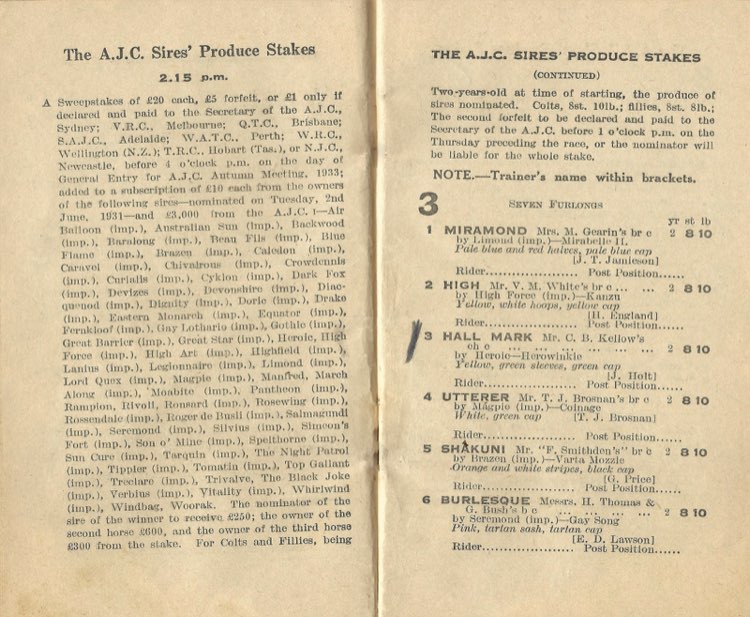 The A.J.C. Sires' Produce Stakes
2.15 p.m.
A Sweepstakes of £20 each, £5 forfeit, or £1 only if
declared and paid to the Secretary of the A.J.C.,
Sydney; V.R.C., Melbourne; Q.T.C., Brisbane;
S.A.J.C., Adelaide; W.A.T.C., Perth; W.R.C.,
Wellington (N.Z.); T.R.C., Hobart (Tas.), or N.J.C.,
Newcastle, before 4 o'clock p.m. on the day of
General Entry for A.J.C. Autumn Meeting, 1933;
added to a subscription of £10 each from the owners
of the following sires—nominated on Tuesday, 2nd
June, 1931—and £3,000 from the A.J.C.:—Air
Balloon (imp.), Australian Sun (imp.), Backwood
(imp.), Baralong (imp.), Beau Fils (imp.), Blue
Flame (imp.), Brazen (imp.), Caledon (imp.),
Caravel (imp.), Chivalrous (imp.), Crowdennis
(imp.), Curialis (imp.), Cyklon (imp.), Dark Fox
(imp.), Devizes (imp.), Devonshire (imp.), Diac-
quenod (imp.), Dignity (imp.), Doric (imp.), Drake
(imp.), Eastern Monarch (imp.), Equator (imp.),
Fernkloof (imp.), Gay Lothario (imp.), Gothic (imp.),
Great Barrier (imp.), Great Star (imp.), Heroic, High
Force (imp.), High Art (imp.), Highfield (imp.),
Lanius (imp.), Legionnaire (imp.), Limond (imp.),
Lord Quex (imp.), Magpie (imp.), Manfred, March
Along (imp.), Moabite (imp.), Pantheon (imp.),
Rampion, Rivoli, Ronsard (imp.), Rosewing (imp.),
Rossendale (imp.), Roger de Busli (imp.), Salmagundi
(imp.), Seremond (imp.), Silvius (imp.), Simeon's
Fort (imp.), Son o' Mine (imp.), Spelthorne (imp.),
Sun Cure (imp.), Tarquin (imp.), The Night Patrol
(imp.), Tippler (imp.), Tomatin (imp.), Top Gallant
(imp.), Treclare (imp.), Trivalve, The Black Joke
(imp.), Verbius (imp.), Vitality (imp.), Whirlwind
(imp.), Windbag, Woorak. The nominator of the
sire of the winner to receive £250; the owner of the
second horse £600, and the owner of the third horse
£300 from the stake. For Colts and Fillies, being
THE A.J.C. SIRES' PRODUCE STAKES
(CONTINUED)
Two-years-old at time of starting, the produce of
sires nominated. Colts, 8st. 10lb.; fillies, 8st. 8lb.;
The second forfeit to be declared and paid to the
Secretary of the A.J.C. before 1 o'clock p.m. on the
Thursday preceding the race, or the nominator will
be liable for the whole stake.
NOTE.—Trainer's name within brackets.
3 SEVEN FURLONGS
yr st lb
1 MIRAMOND Mrs. M. Gearin's br c 2 8 10
by Limond (imp.)—Mirabelle II.
Pale blue and red halves, pale blue cap
[J. T. Jamieson]
Rider..................... Post Position......
2 HIGH Mr. V. M. White's br c ... ... 2 8 10
by High Force (imp.)—Kanzu
Yellow, white hoops, yellow cap
[H. England]
Rider..................... Post Position......
3 HALL MARK Mr. C. B. Kellow's
ch c ... ... ... ... ... ... 2 8 10
by Heroic—Herowinkie
Yellow, green sleeves, green cap
[J. Holt]
Rider..................... Post Position......
4 UTTERER Mr. T. J. Brosnan's br c 2 8 10
by Magpie (imp.)—Coinage
White, green cap [T. J. Brosnan]
Rider..................... Post Position......
5 SHAKUNI Mr. "F. Smithden's" br c 2 8 10
by Brazen (imp.)—Varta Mozzle
Orange and white stripes, black cap
[G. Price]
Rider..................... Post Position......
6 BURLESQUE Messrs. H. Thomas &
G. Bush's b c ... ... ... ... 2 8 10
by Seremond (imp.)—Gay Song
Pink, tartan sash, tartan cap
[E. D. Lawson]
Rider..................... Post Position......